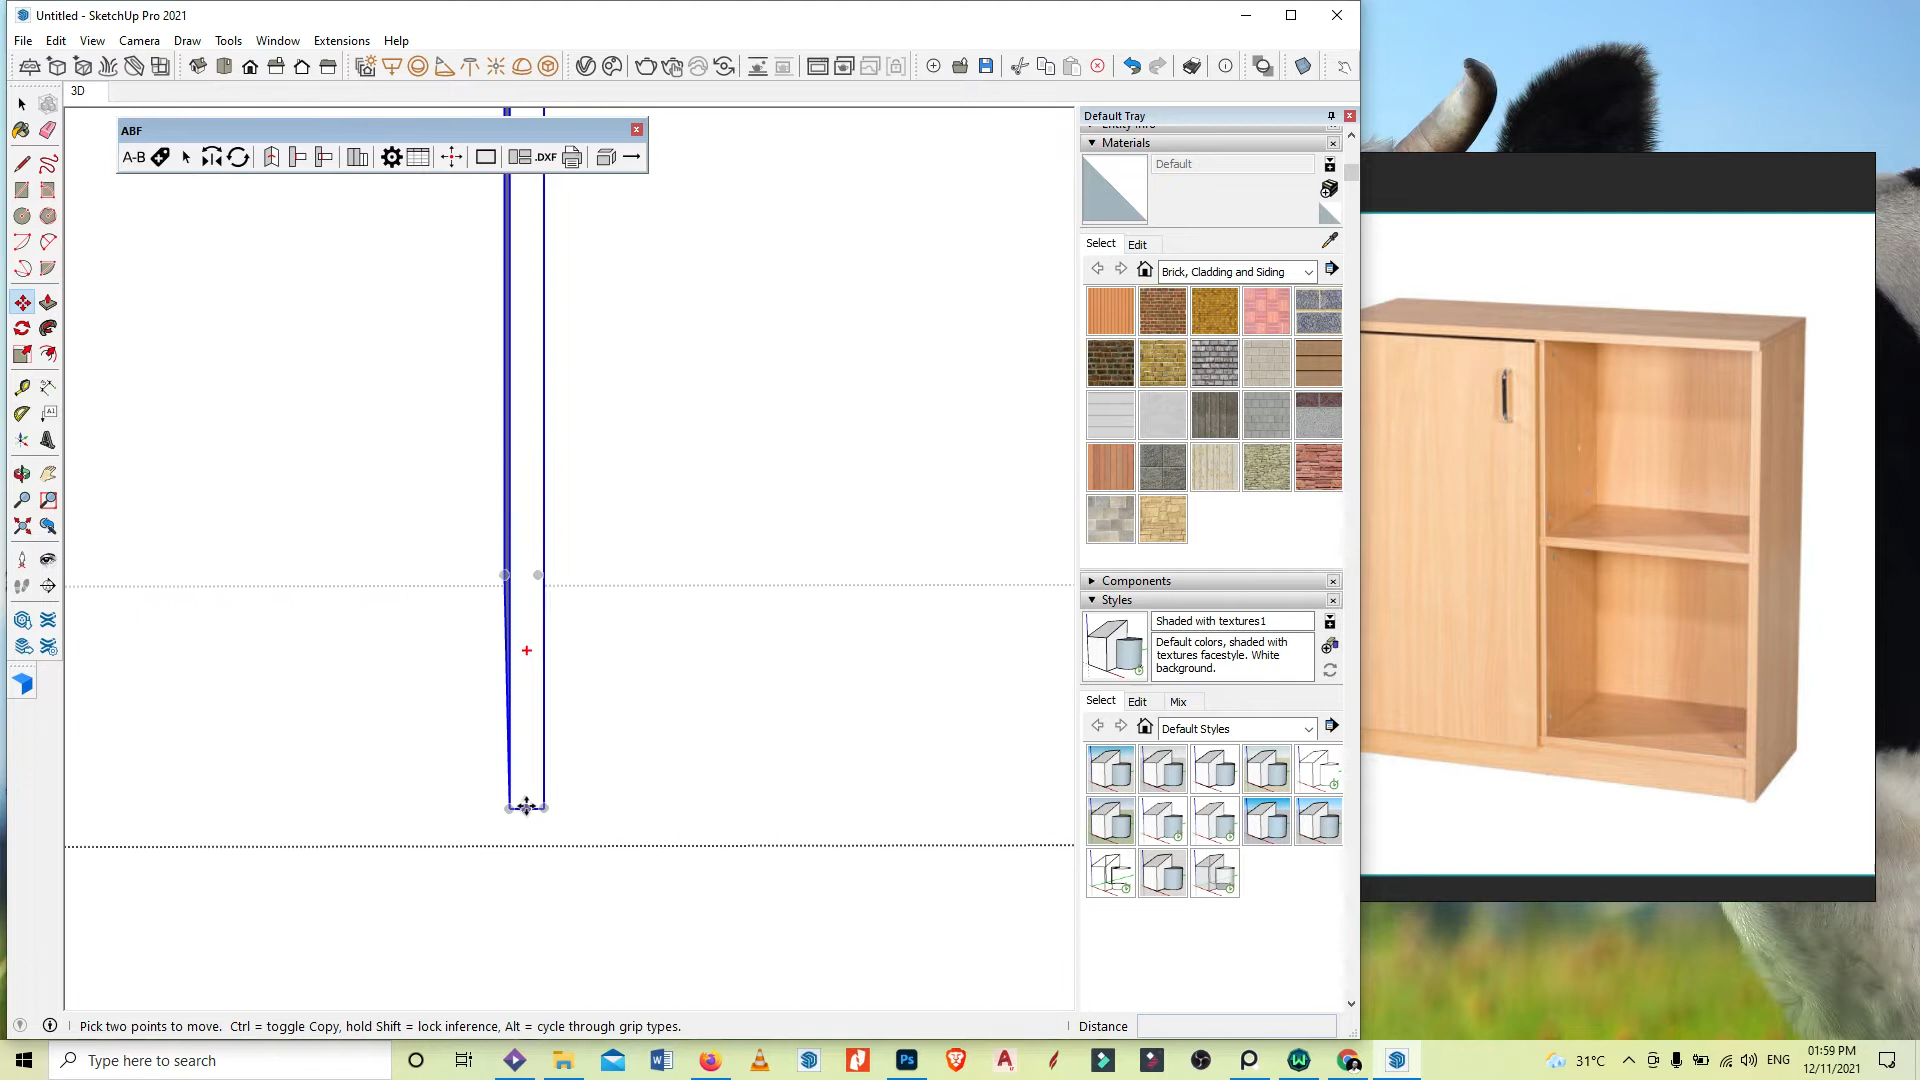 Untitled - SketchUp Pro 2021
File Edit View Camera Draw Tools Window Extensions Help
3D
ABF
A-B
.DXF
Default Tray
Materials
Default
Select Edit
Brick, Cladding and Siding
Components
Styles
Shaded with textures1
Default colors, shaded with
textures facestyle. White
background.
Select Edit Mix
Default Styles
Pick two points to move. Ctrl = toggle Copy, hold Shift = lock inference, Alt = cycle through grip types.
Distance
Type here to search
31°C
ENG
01:59 PM
12/11/2021